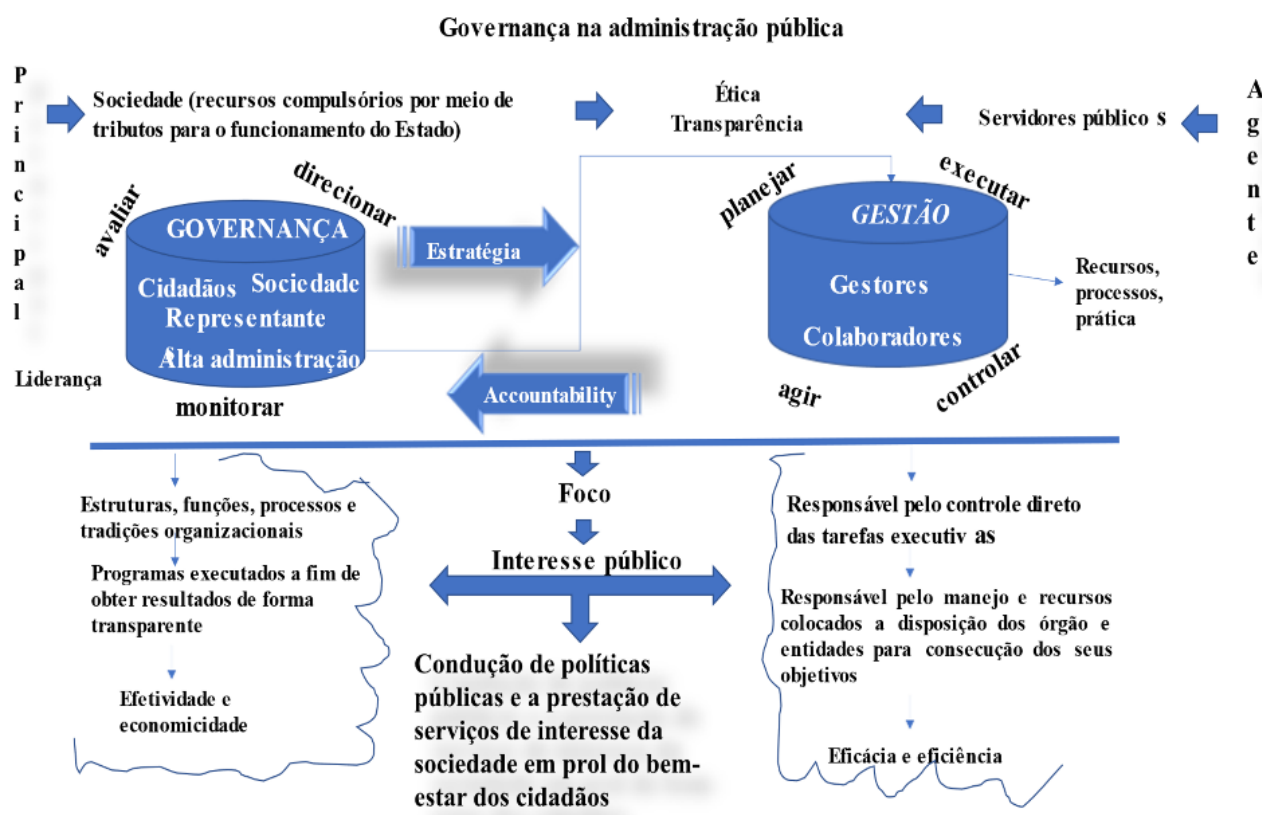 Governança na administração pública
Principal
Sociedade (recursos compulsórios por meio de
tributos para o funcionamento do Estado)
Ética
Transparência
Servidores público s
Agente
avaliar
direcionar
GOVERNANÇA
Cidadãos Sociedade
Representante
s
Alta administração
Liderança
monitorar
Estratégia
Accountability
planejar
executar
GESTÃO
Gestores
Colaboradores
agir
controlar
Recursos,
processos,
prática
Estruturas, funções, processos e
tradições organizacionais
Programas executados a fim de
obter resultados de forma
transparente
Efetividade e
economicidade
Foco
Interesse público
Condução de políticas
públicas e a prestação de
serviços de interesse da
sociedade em prol do bem-
estar dos cidadãos
Responsável pelo controle direto
das tarefas executiv as
Responsável pelo manejo e recursos
colocados a disposição dos órgão e
entidades para consecução dos seus
objetivos
Eficácia e eficiência